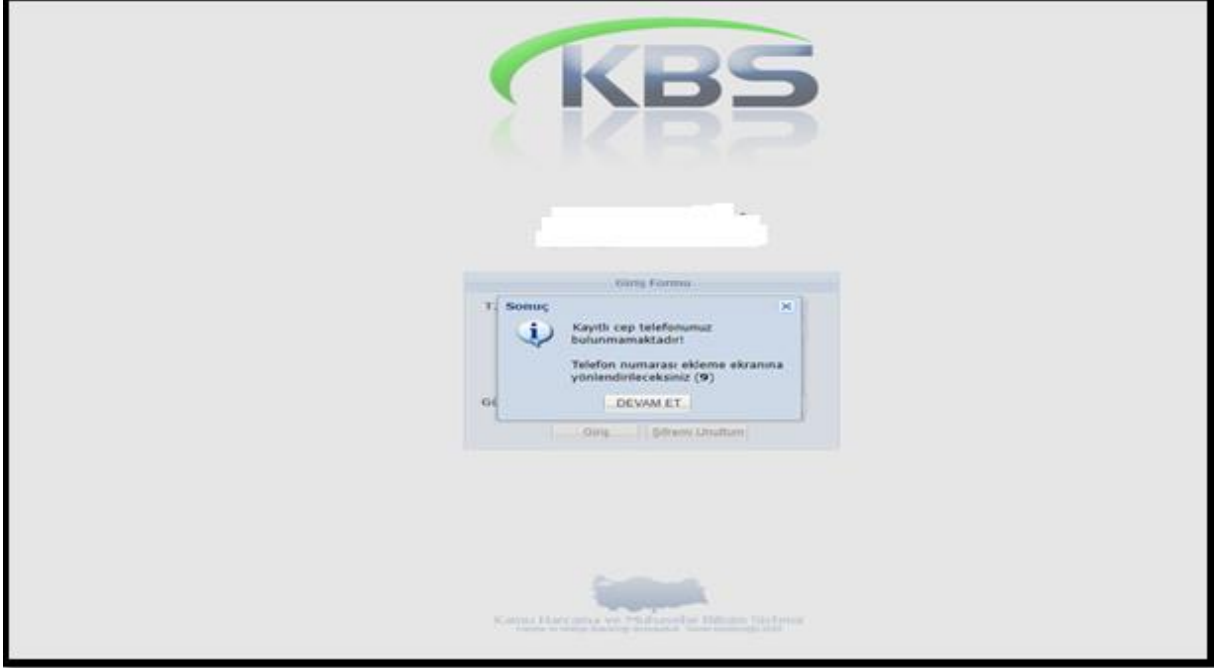 KBS
Giriş Formu
T.
Sonuç
Kayıtlı cep telefonunuz
bulunmamaktadır!
Telefon numarası ekleme ekranına
yönlendirileceksiniz (9)
DEVAM ET
Gü
Giriş
Şifremi Unuttum
Kamu Harcama ve Muhasebe Bilişim Sistemi